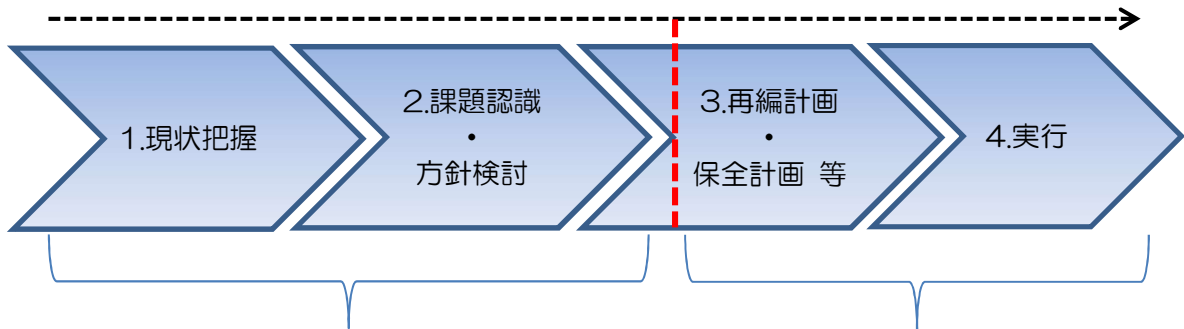 1.現状把握
2.課題認識
・
方針検討
3.再編計画
・
保全計画 等
4.実行